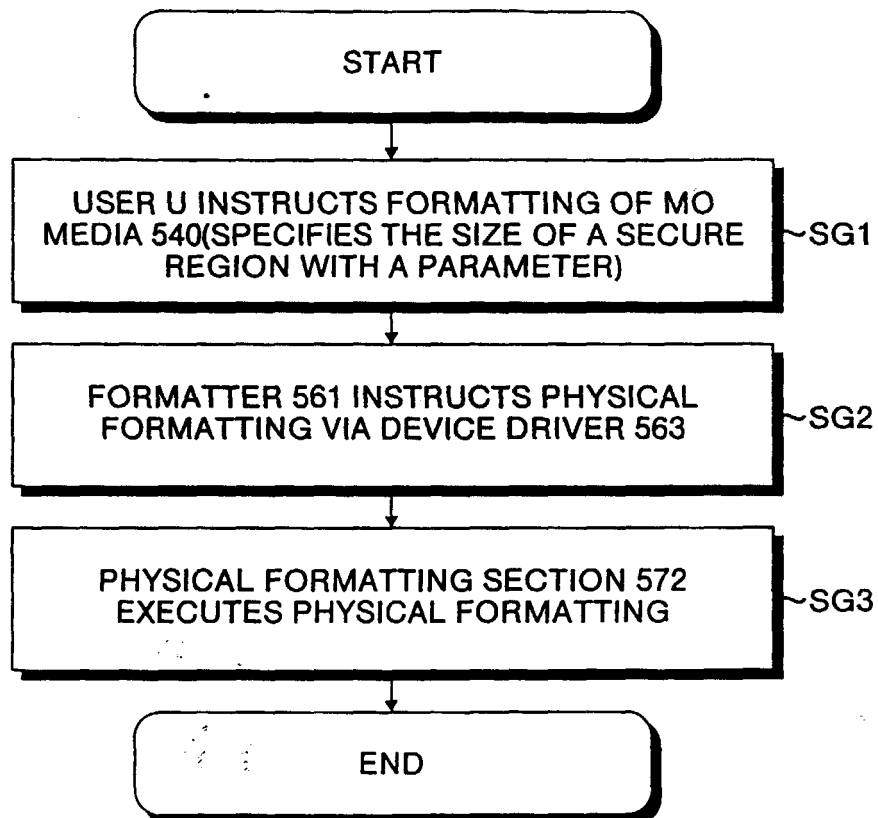 START
USER U INSTRUCTS FORMATTING OF MO
MEDIA 540(SPECIFIES THE SIZE OF A SECURE
REGION WITH A PARAMETER)
~SG1
FORMATTER 561 INSTRUCTS PHYSICAL
FORMATTING VIA DEVICE DRIVER 563
~SG2
PHYSICAL FORMATTING SECTION 572
EXECUTES PHYSICAL FORMATTING
~SG3
END